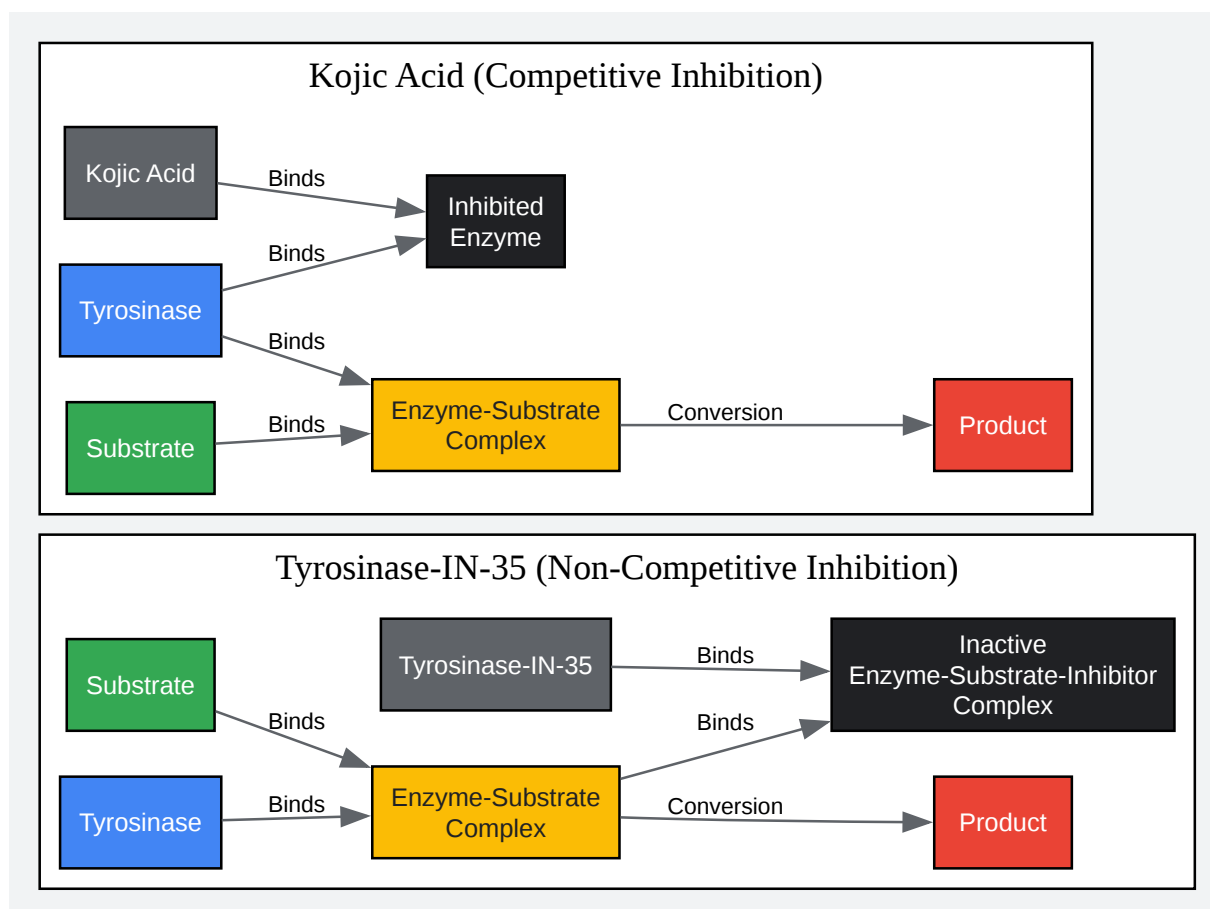 Kojic Acid (Competitive Inhibition)
Kojic Acid
Binds
Inhibited
Enzyme
Binds
Tyrosinase
Binds
Substrate
Binds
Enzyme-Substrate
Complex
Conversion
Product
Tyrosinase-IN-35 (Non-Competitive Inhibition)
Substrate
Binds
Tyrosinase-IN-35
Binds
Inactive
Enzyme-Substrate-Inhibitor
Complex
Binds
Tyrosinase
Binds
Enzyme-Substrate
Complex
Conversion
Product